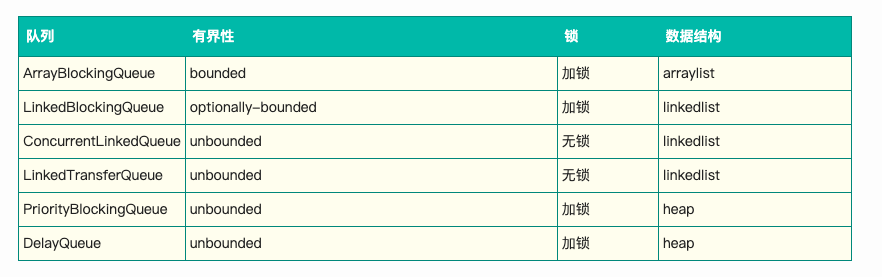 队列 有界性 锁 数据结构
ArrayBlockingQueue bounded 加锁 arraylist
LinkedBlockingQueue optionally-bounded 加锁 linkedlist
ConcurrentLinkedQueue unbounded 无锁 linkedlist
LinkedTransferQueue unbounded 无锁 linkedlist
PriorityBlockingQueue unbounded 加锁 heap
DelayQueue unbounded 加锁 heap